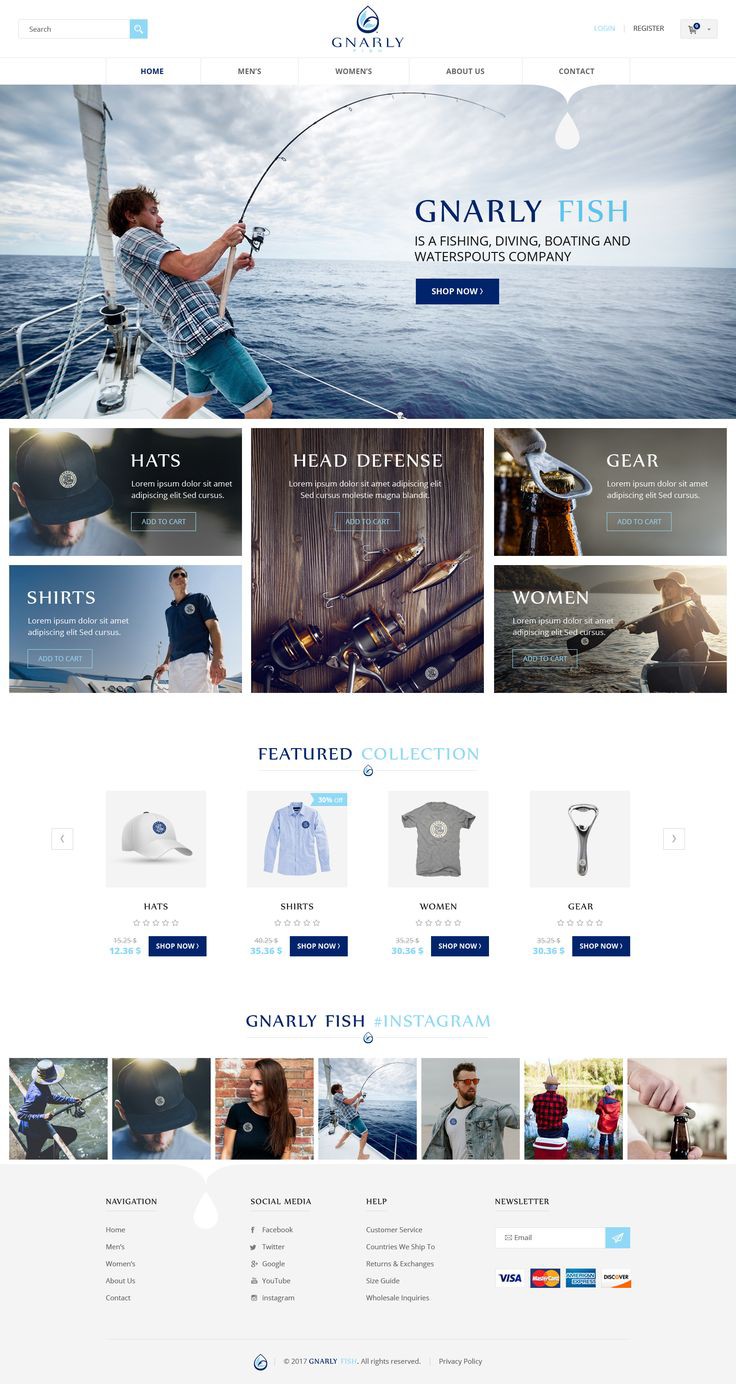 Search
GNARLY
FISH
LOGIN
REGISTER
0
HOME
MEN'S
WOMEN'S
ABOUT US
CONTACT
GNARLY FISH
IS A FISHING, DIVING, BOATING AND
WATERSPOUTS COMPANY
SHOP NOW
HATS
Lorem ipsum dolor sit amet
adipiscing elit Sed cursus.
ADD TO CART
HEAD DEFENSE
Lorem ipsum dolor sit amet, consectetur
Sed cursus molestie magna blandit.
ADD TO CART
GEAR
Lorem ipsum dolor sit amet
adipiscing elit Sed cursus.
ADD TO CART
SHIRTS
Lorem ipsum dolor sit amet
adipiscing elit Sed cursus.
ADD TO CART
WOMEN
Lorem ipsum dolor sit amet
adipiscing elit Sed cursus.
ADD TO CART
FEATURED COLLECTION
30% Off
HATS
15.25 $
12.36 $
SHOP NOW
SHIRTS
40.25 $
35.36 $
SHOP NOW
WOMEN
35.25 $
30.36 $
SHOP NOW
GEAR
35.25 $
30.36 $
SHOP NOW
GNARLY FISH #INSTAGRAM
NAVIGATION
Home
Men's
Women's
About Us
Contact
SOCIAL MEDIA
Facebook
Twitter
Google
YouTube
instagram
HELP
Customer Service
Countries We Ship To
Returns & Exchanges
Size Guide
Wholesale Inquiries
NEWSLETTER
Email
VISA
MasterCard
AMERICAN EXPRESS
DISCOVER
© 2017 GNARLY FISH. All rights reserved.
Privacy Policy